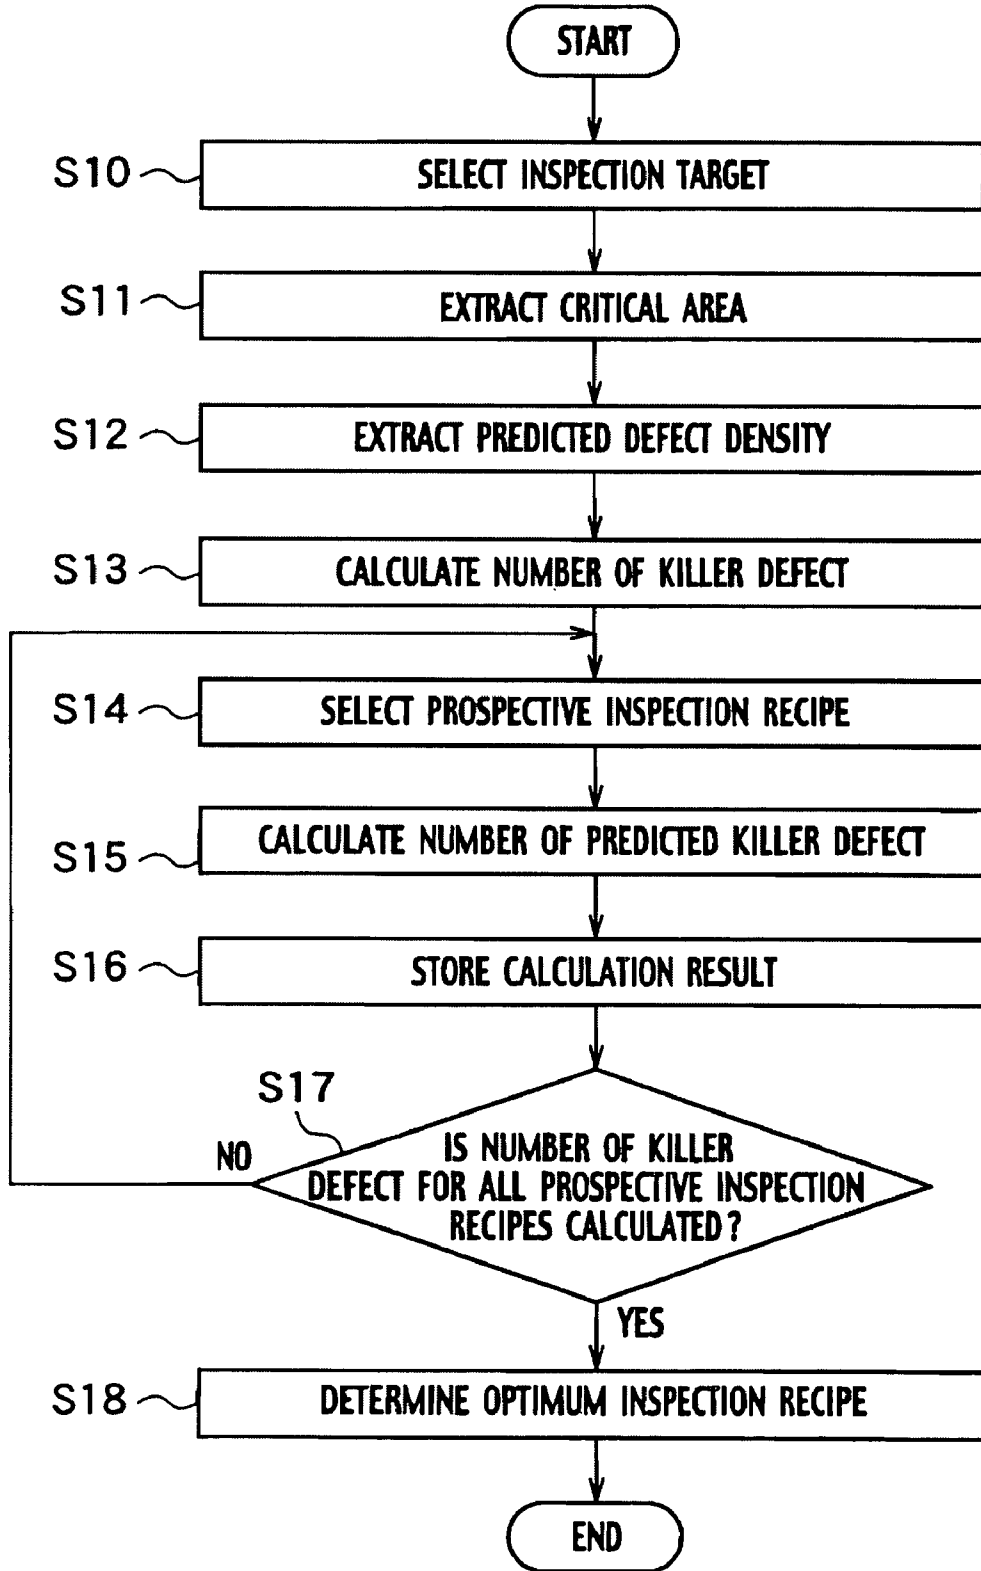 START
S10
SELECT INSPECTION TARGET
S11
EXTRACT CRITICAL AREA
S12
EXTRACT PREDICTED DEFECT DENSITY
S13
CALCULATE NUMBER OF KILLER DEFECT
S14
SELECT PROSPECTIVE INSPECTION RECIPE
S15
CALCULATE NUMBER OF PREDICTED KILLER DEFECT
S16
STORE CALCULATION RESULT
S17
NO
IS NUMBER OF KILLER
DEFECT FOR ALL PROSPECTIVE INSPECTION
RECIPES CALCULATED?
YES
S18
DETERMINE OPTIMUM INSPECTION RECIPE
END